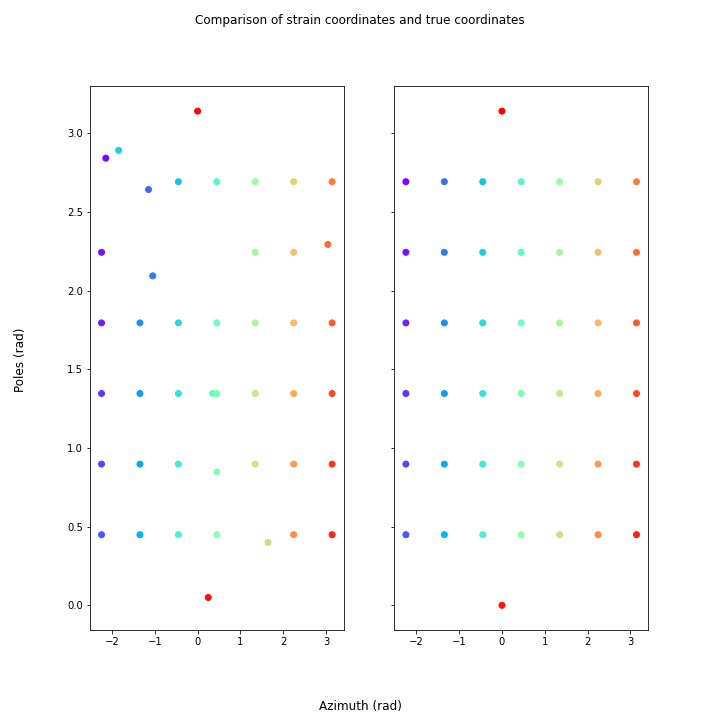 Comparison of strain coordinates and true coordinates
3.0
2.5
2.0
1.5
1.0
0.5
0.0
Poles (rad)
−2 −1 0 1 2 3
−2 −1 0 1 2 3
Azimuth (rad)